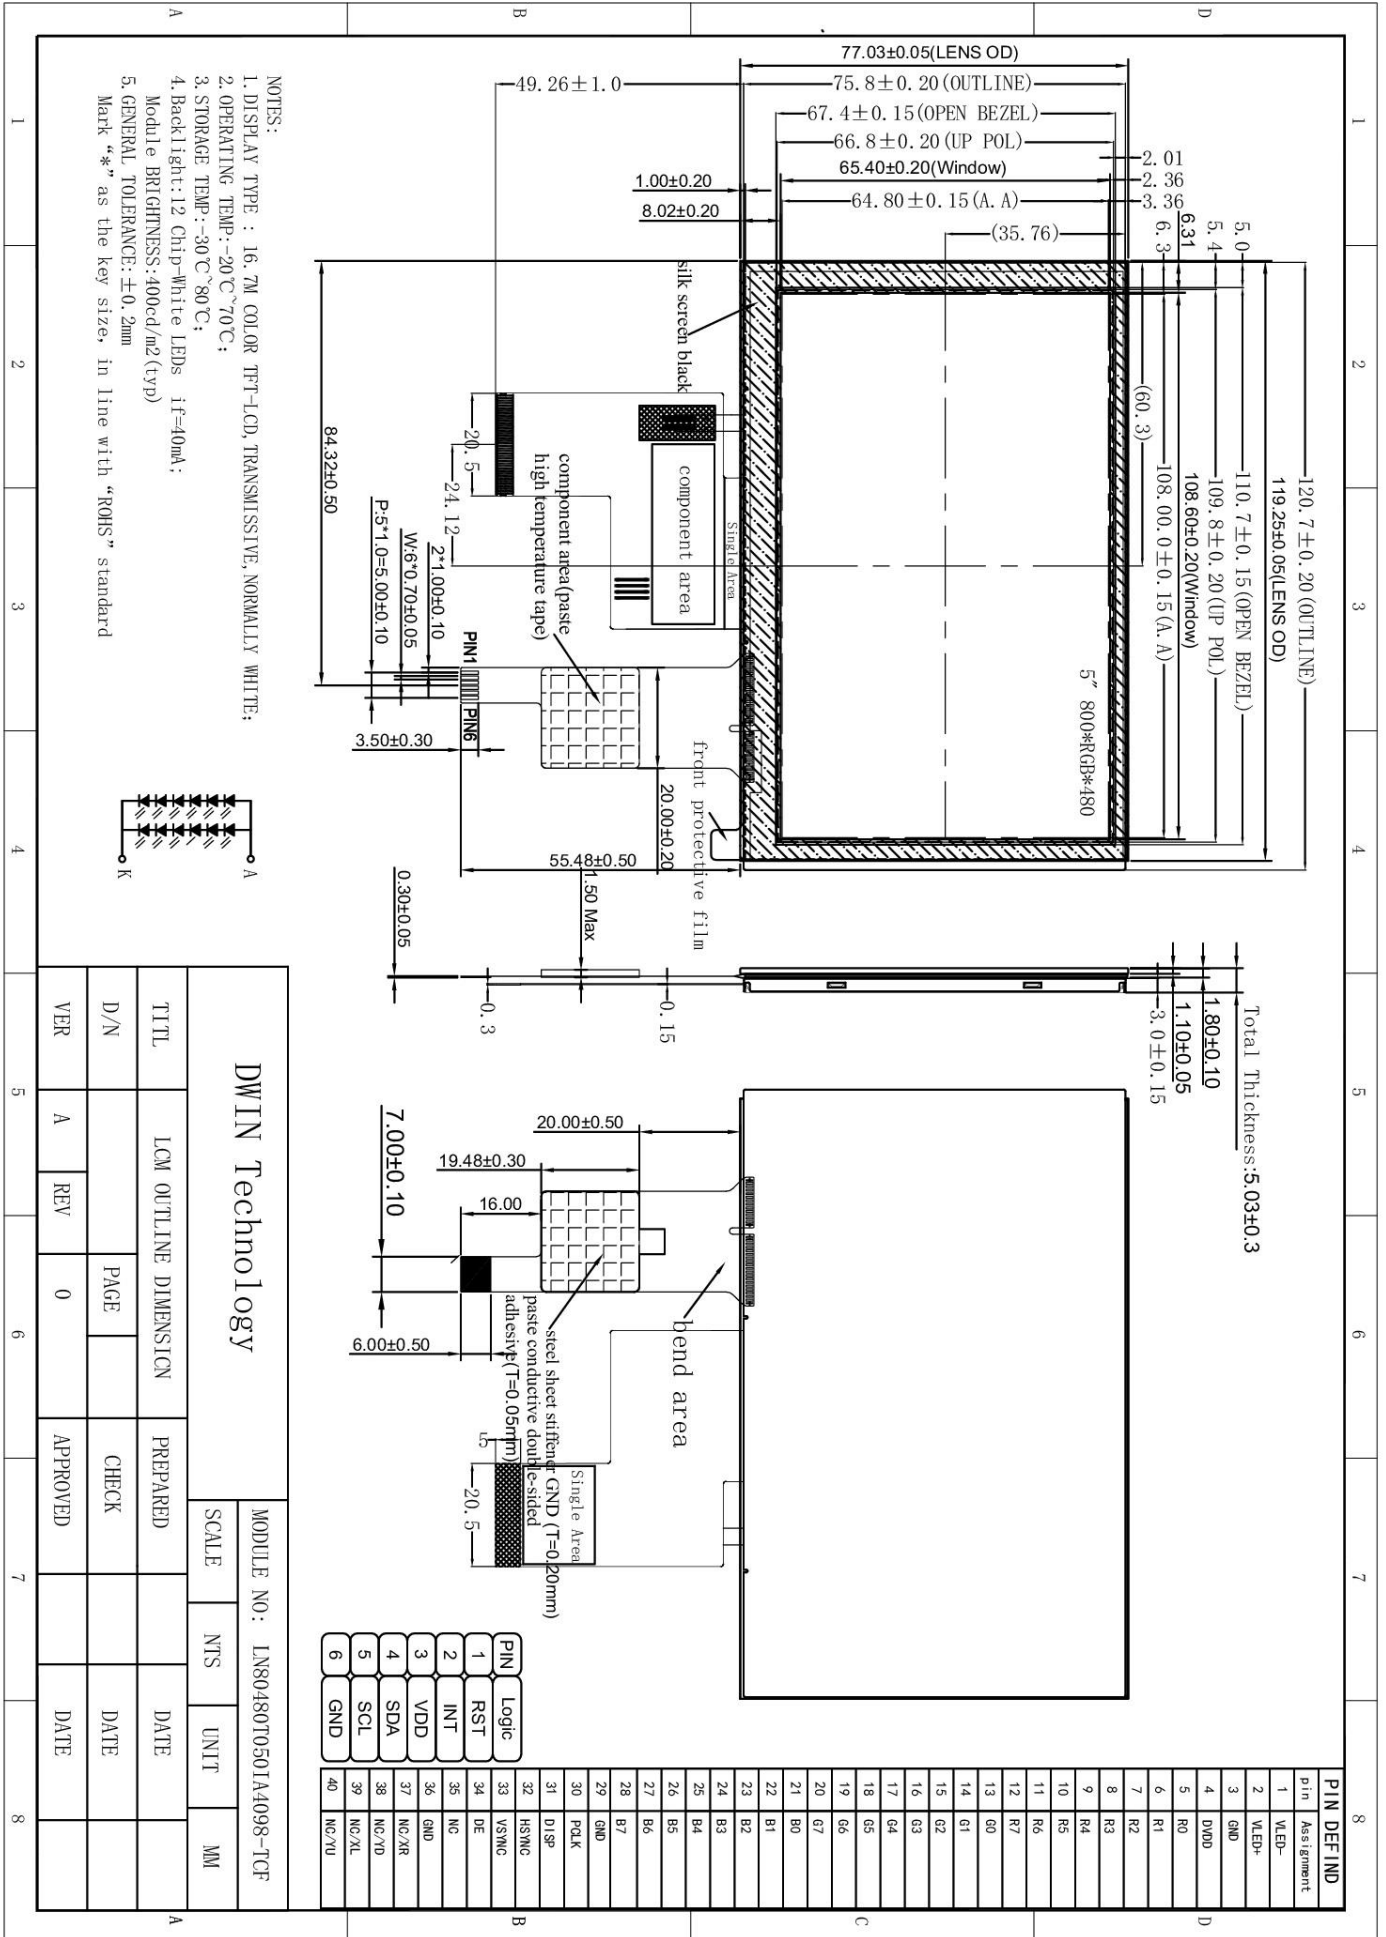 A
B
D
1
2
3
4
5
6
7
8
77.03±0.05(LENS OD)
75.8±0.20(OUTLINE)
49.26±1.0
67.4±0.15(OPEN BEZEL)
66.8±0.20(UP POL)
65.40±0.20(Window)
64.80±0.15(A.A)
(35.76)
1.00±0.20
8.02±0.20
2.01
2.36
3.36
6.3
6.31
5.4
5.0
120.7±0.20(OUTLINE)
119.25±0.05(LENS OD)
110.7±0.15(OPEN BEZEL)
109.8±0.20(UP POL)
108.60±0.20(Window)
108.00.0±0.15(A.A)
(60.3)
5″ 800*RGB*480
silk screen black
component area
Single Area
component area(paste
high temperature tape)
front protective film
84.32±0.50
20.5
24.12
2*1.00±0.10
W:6*0.70±0.05
P:5*1.0=5.00±0.10
PIN1
PIN6
3.50±0.30
20.00±0.20
55.48±0.50
1.50 Max
0.30±0.05
0.3
0.15
Total Thickness:5.03±0.3
1.80±0.10
1.10±0.05
3.0±0.15
20.00±0.50
19.48±0.30
16.00
7.00±0.10
6.00±0.50
bend area
steel sheet stiffener GND (T=0.20mm)
paste conductive double-sided
adhesive(T=0.05mm)
Single Area
5
20.5
NOTES:
1. DISPLAY TYPE : 16.7M COLOR TFT-LCD, TRANSMISSIVE, NORMALLY WHITE;
2. OPERATING TEMP:-20℃~70℃;
3. STORAGE TEMP:-30℃~80℃;
4. Backlight:12 Chip-White LEDs if=40mA;
Module BRIGHTNESS:400cd/m2(typ)
5. GENERAL TOLERANCE:±0.2mm
Mark “*” as the key size, in line with “ROHS” standard
A
K
PIN Logic
1 RST
2 INT
3 VDD
4 SDA
5 SCL
6 GND
PIN DEFIND
pin Assignment
1 VLED-
2 VLED+
3 GND
4 DVDD
5 R0
6 R1
7 R2
8 R3
9 R4
10 R5
11 R6
12 R7
13 G0
14 G1
15 G2
16 G3
17 G4
18 G5
19 G6
20 G7
21 B0
22 B1
23 B2
24 B3
25 B4
26 B5
27 B6
28 B7
29 GND
30 PCLK
31 DISP
32 HSYNC
33 VSYNC
34 DE
35 NC
36 GND
37 NC/XR
38 NC/YD
39 NC/XL
40 NC/YU
DWIN Technology
MODULE NO: LN80480T050IA4098-TCF
SCALE NTS UNIT MM
TITL LCM OUTLINE DIMENSICN PREPARED DATE
D/N PAGE CHECK DATE
VER A REV 0 APPROVED DATE
1
2
3
4
5
6
7
8
A
B
C
D